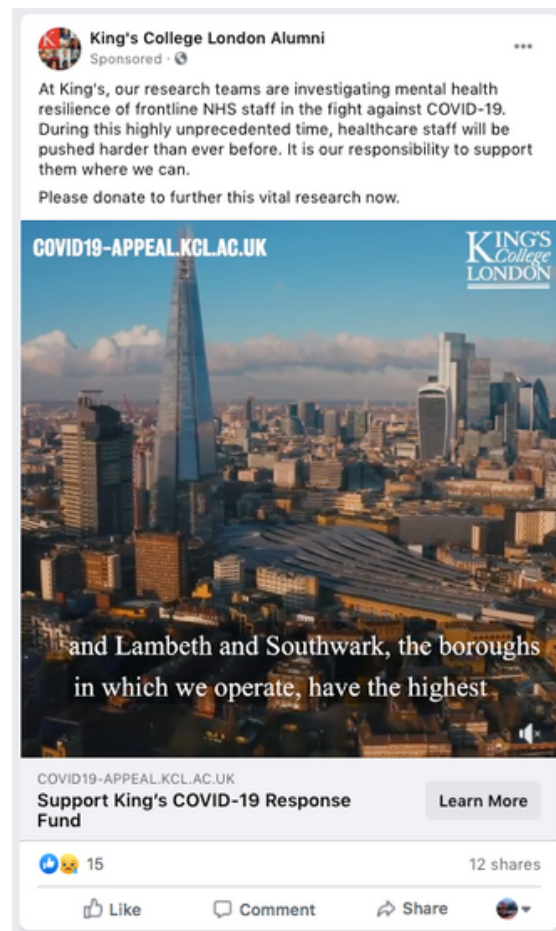 King's College London Alumni
Sponsored ·
At King's, our research teams are investigating mental health
resilience of frontline NHS staff in the fight against COVID-19.
During this highly unprecedented time, healthcare staff will be
pushed harder than ever before. It is our responsibility to support
them where we can.
Please donate to further this vital research now.
COVID19-APPEAL.KCL.AC.UK
KING'S
College
LONDON
and Lambeth and Southwark, the boroughs
in which we operate, have the highest
COVID19-APPEAL.KCL.AC.UK
Support King's COVID-19 Response
Fund
Learn More
15
12 shares
Like
Comment
Share